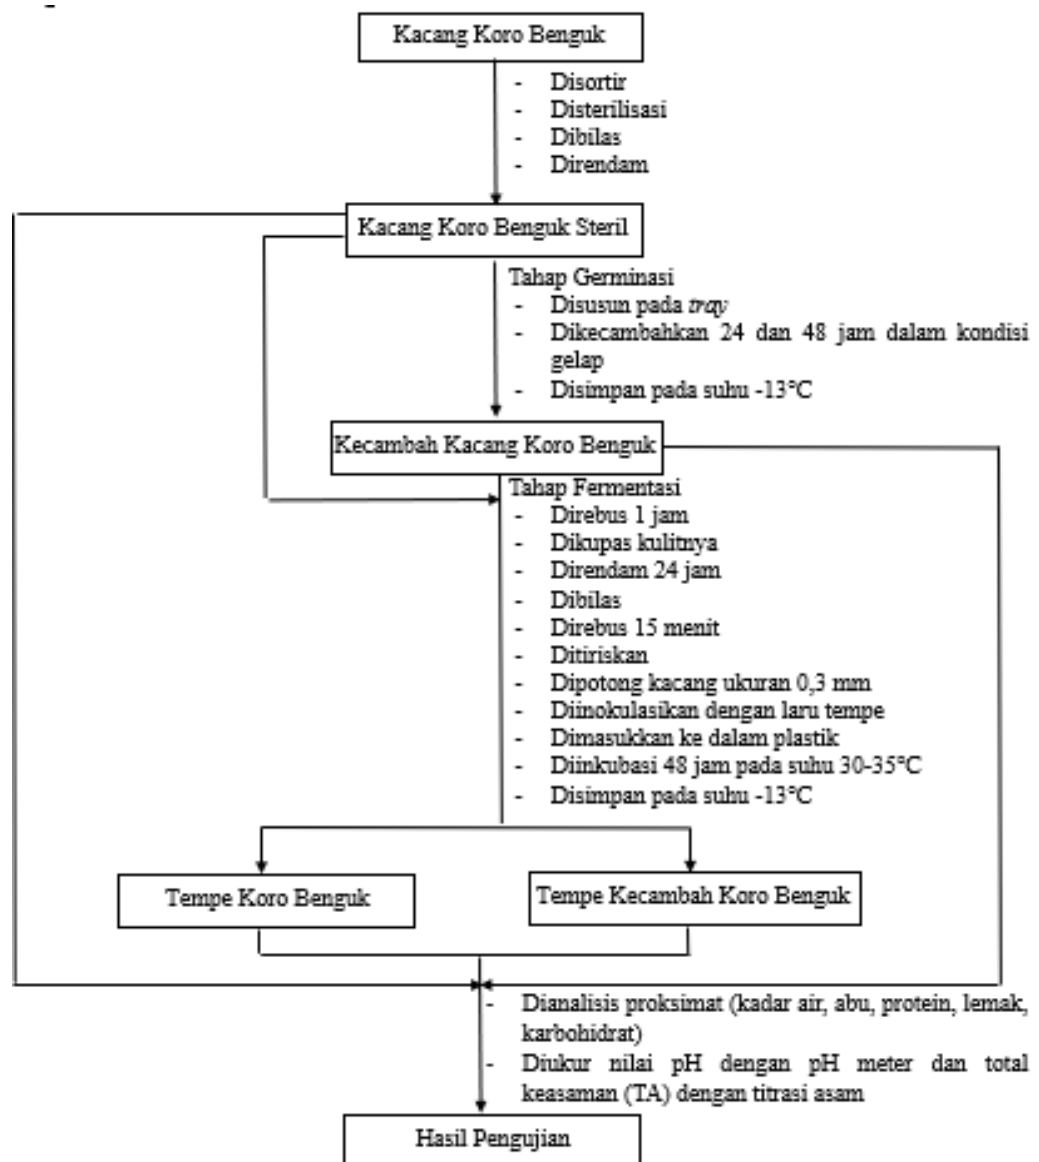 Kacang Koro Benguk
- Disortir
- Disterilisasi
- Dibilas
- Direndam
Kacang Koro Benguk Steril
Tahap Germinasi
- Disusun pada tray
- Dikecambahkan 24 dan 48 jam dalam kondisi
gelap
- Disimpan pada suhu -13°C
Kecambah Kacang Koro Benguk
Tahap Fermentasi
- Direbus 1 jam
- Dikupas kulitnya
- Direndam 24 jam
- Dibilas
- Direbus 15 menit
- Ditiriskan
- Dipotong kacang ukuran 0,3 mm
- Diinokulasikan dengan laru tempe
- Dimasukkan ke dalam plastik
- Diinkubasi 48 jam pada suhu 30-35°C
- Disimpan pada suhu -13°C
Tempe Koro Benguk
Tempe Kecambah Koro Benguk
- Dianalisis proksimat (kadar air, abu, protein, lemak,
karbohidrat)
- Diukur nilai pH dengan pH meter dan total
keasaman (TA) dengan titrasi asam
Hasil Pengujian